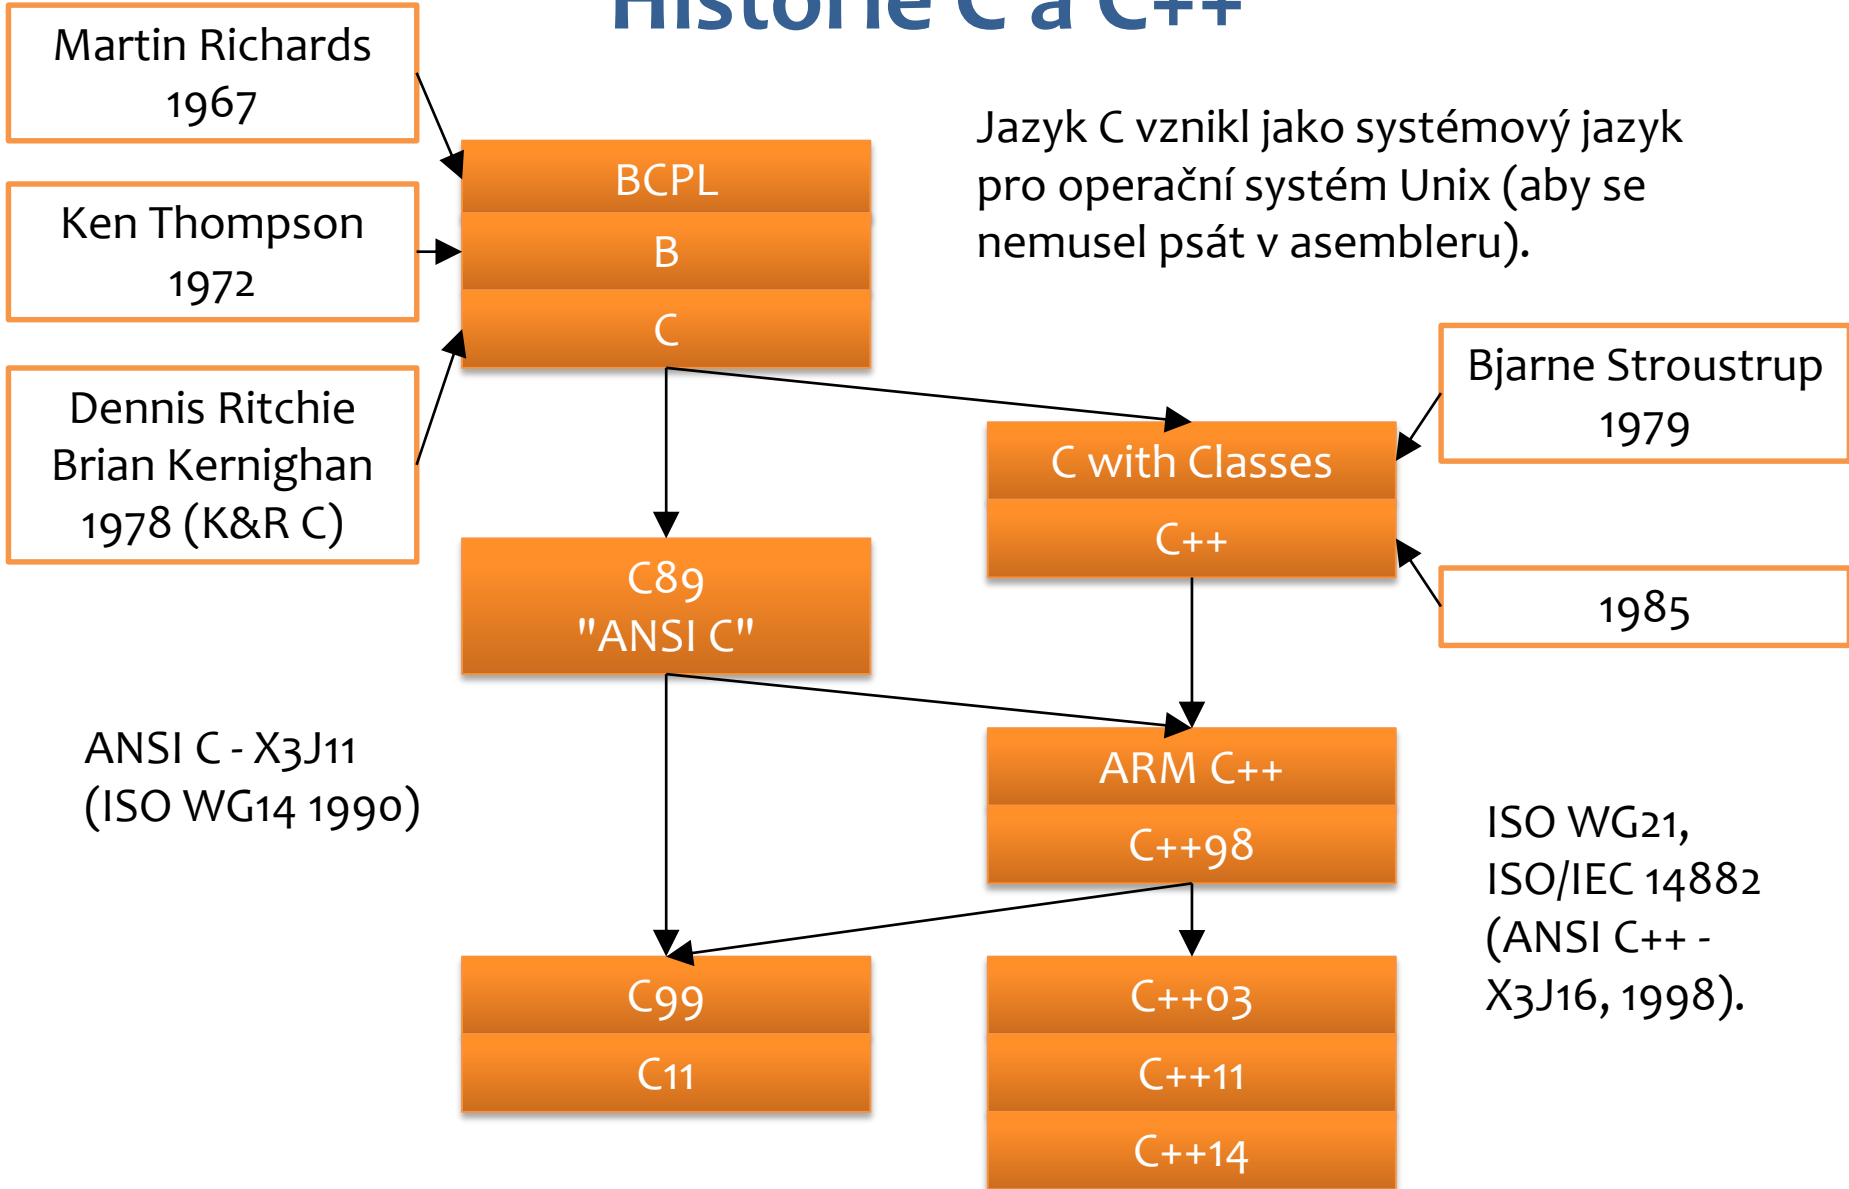 Historie C a C++
Martin Richards
1967
Jazyk C vznikl jako systémový jazyk
pro operační systém Unix (aby se
nemusel psát v asembleru).
BCPL
Ken Thompson
1972
B
C
Dennis Ritchie
Brian Kernighan
1978 (K&R C)
Bjarne Stroustrup
1979
C with Classes
C++
1985
C89
"ANSI C"
ANSI C - X3J11
(ISO WG14 1990)
ARM C++
C++98
ISO WG21,
ISO/IEC 14882
(ANSI C++ -
X3J16, 1998).
C99
C11
C++03
C++11
C++14